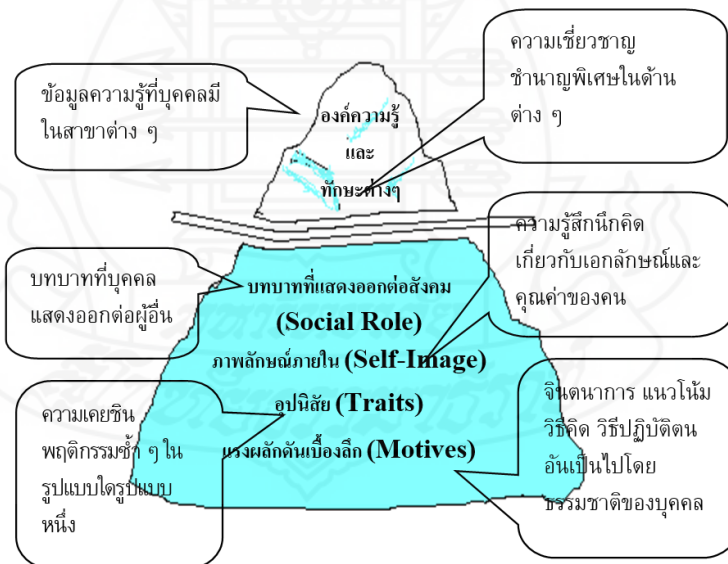 ข้อมูลความรู้ที่บุคคลมี
ในสาขาต่าง ๆ
ความเชี่ยวชาญ
ชำนาญพิเศษในด้าน
ต่าง ๆ
องค์ความรู้
และ
ทักษะต่างๆ
บทบาทที่บุคคล
แสดงออกต่อผู้อื่น
ความรู้สึกนึกคิด
เกี่ยวกับเอกลักษณ์และ
คุณค่าของคน
บทบาทที่แสดงออกต่อสังคม
(Social Role)
ภาพลักษณ์ภายใน (Self-Image)
อุปนิสัย (Traits)
แรงผลักดันเบื้องลึก (Motives)
ความเคยชิน
พฤติกรรมซ้ำ ๆ ใน
รูปแบบใดรูปแบบ
หนึ่ง
จินตนาการ แนวโน้ม
วิธีคิด วิธีปฏิบัติตน
อันเป็นไปโดย
ธรรมชาติของบุคคล